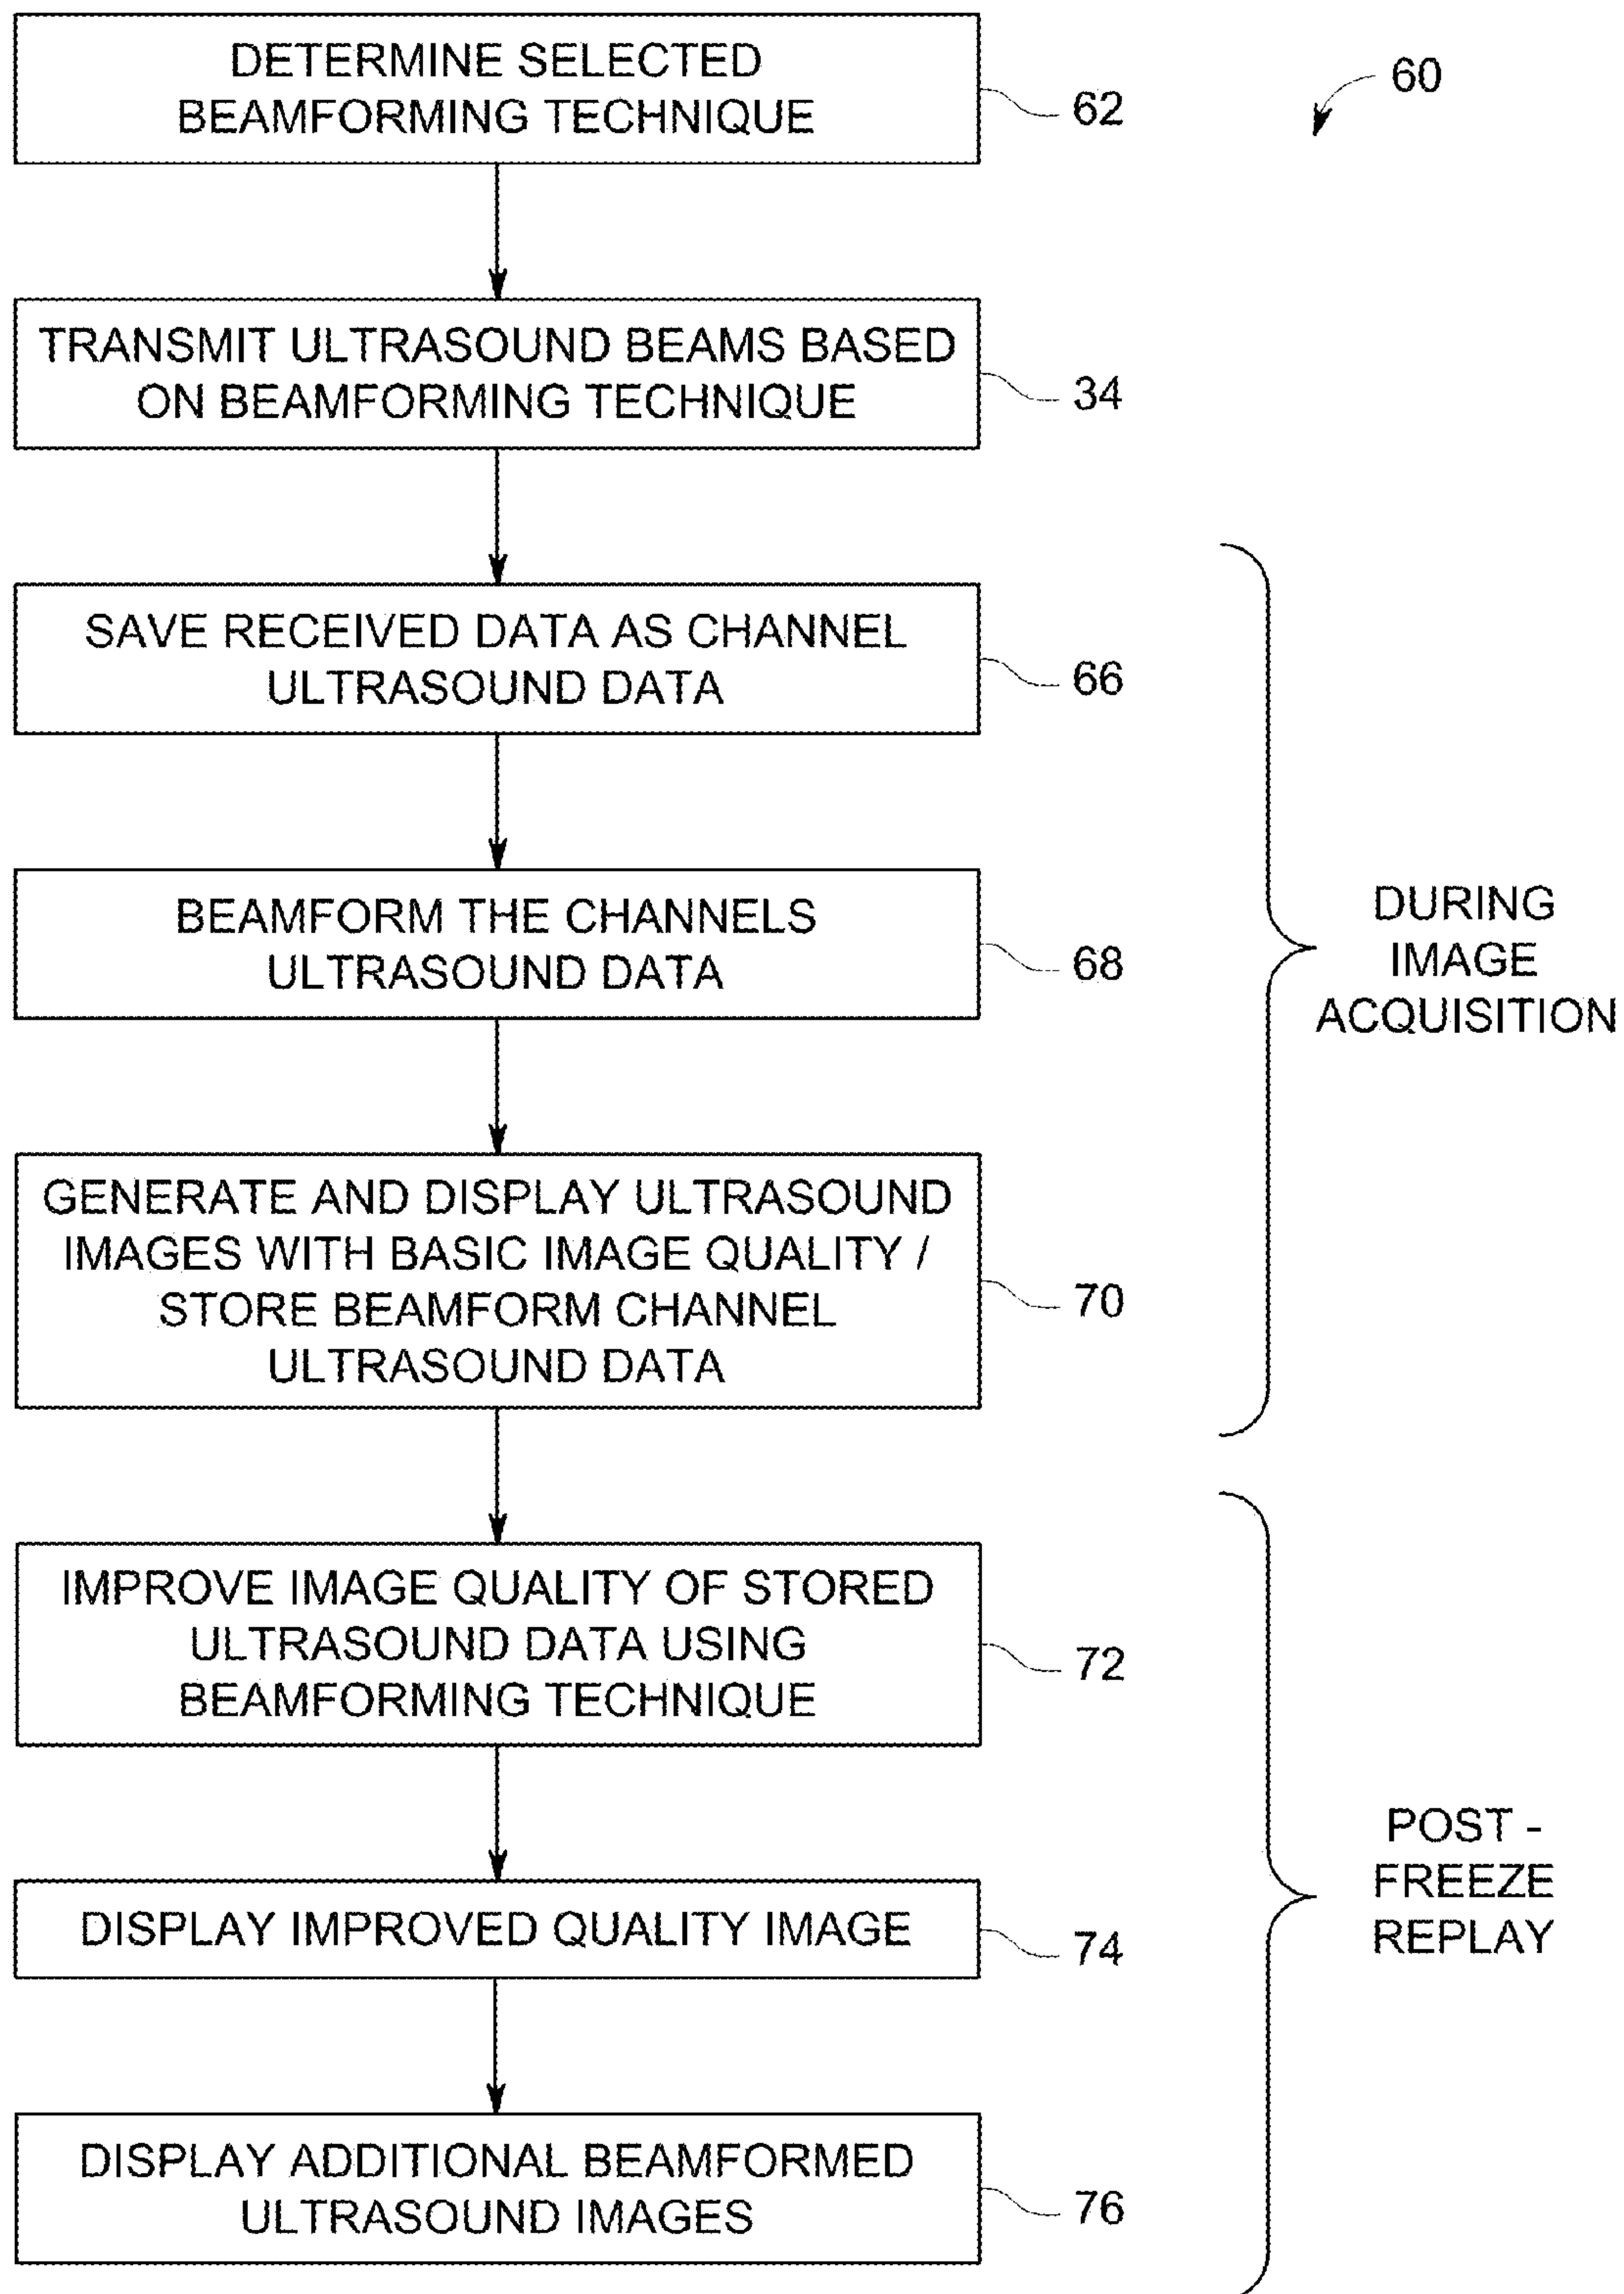 DETERMINE SELECTED
BEAMFORMING TECHNIQUE
62
60
TRANSMIT ULTRASOUND BEAMS BASED
ON BEAMFORMING TECHNIQUE
34
SAVE RECEIVED DATA AS CHANNEL
ULTRASOUND DATA
66
BEAMFORM THE CHANNELS
ULTRASOUND DATA
68
DURING
IMAGE
ACQUISITION
GENERATE AND DISPLAY ULTRASOUND
IMAGES WITH BASIC IMAGE QUALITY /
STORE BEAMFORM CHANNEL
ULTRASOUND DATA
70
IMPROVE IMAGE QUALITY OF STORED
ULTRASOUND DATA USING
BEAMFORMING TECHNIQUE
72
POST -
FREEZE
REPLAY
DISPLAY IMPROVED QUALITY IMAGE
74
DISPLAY ADDITIONAL BEAMFORMED
ULTRASOUND IMAGES
76